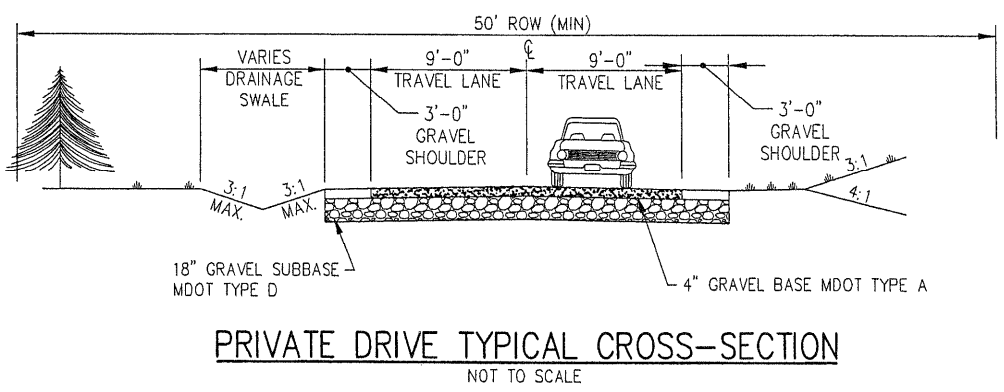 50' ROW (MIN)
℄
VARIES
DRAINAGE
SWALE
9'-0"
TRAVEL LANE
9'-0"
TRAVEL LANE
3'-0"
GRAVEL
SHOULDER
3'-0"
GRAVEL
SHOULDER
3:1
MAX.
3:1
MAX.
3:1
4:1
18" GRAVEL SUBBASE
MDOT TYPE D
4" GRAVEL BASE MDOT TYPE A
PRIVATE DRIVE TYPICAL CROSS-SECTION
NOT TO SCALE